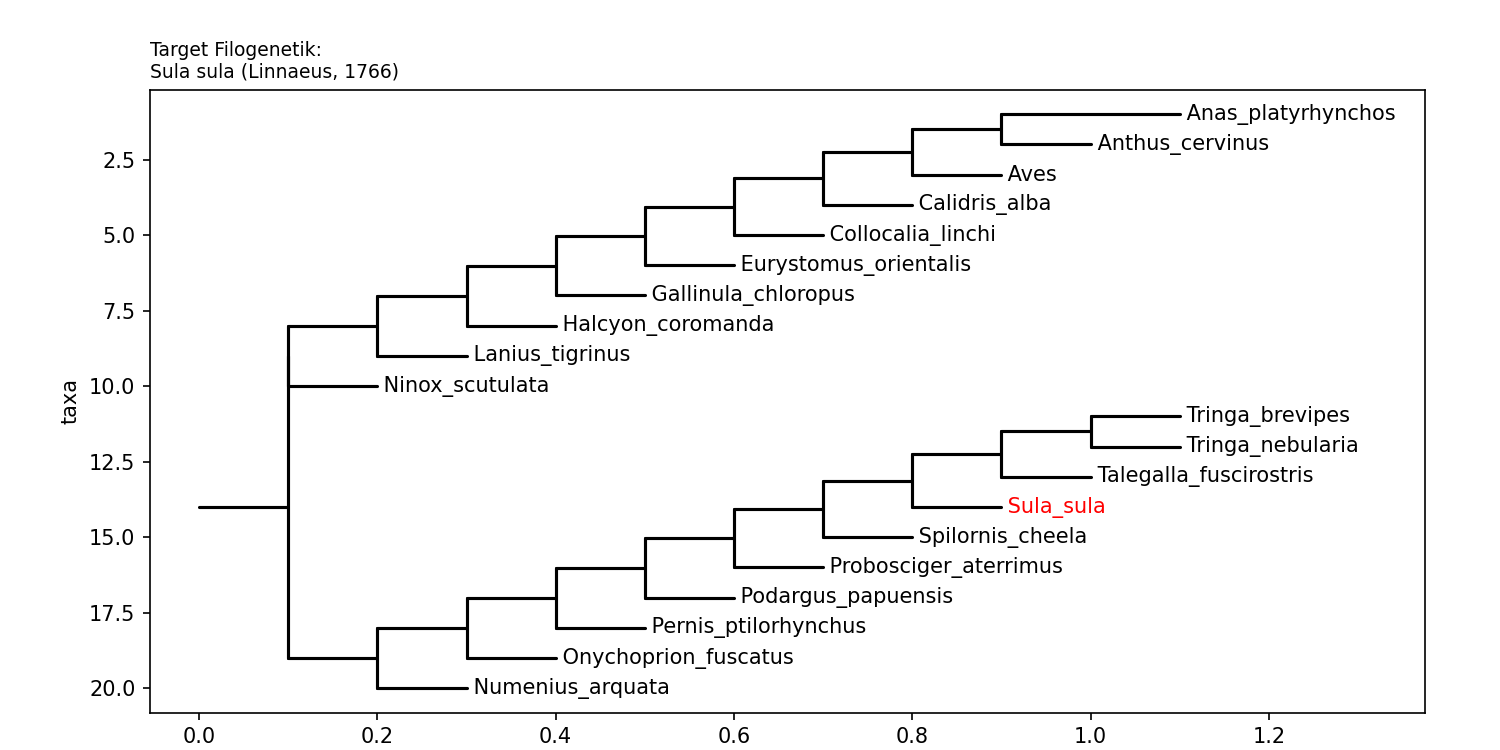 Target Filogenetik:
Sula sula (Linnaeus, 1766)
Anas_platyrhynchos
Anthus_cervinus
2.5
Aves
Calidris_alba
5.0
Collocalia_linchi
Eurystomus_orientalis
Gallinula_chloropus
7.5
Halcyon_coromanda
Lanius_tigrinus
10.0
Ninox_scutulata
taxa
Tringa_brevipes
Tringa_nebularia
12.5
Talegalla_fuscirostris
Sula_sula
15.0
Spilornis_cheela
Probosciger_aterrimus
Podargus_papuensis
17.5
Pernis_ptilorhynchus
Onychoprion_fuscatus
20.0
Numenius_arquata
0.0 0.2 0.4 0.6 0.8 1.0 1.2